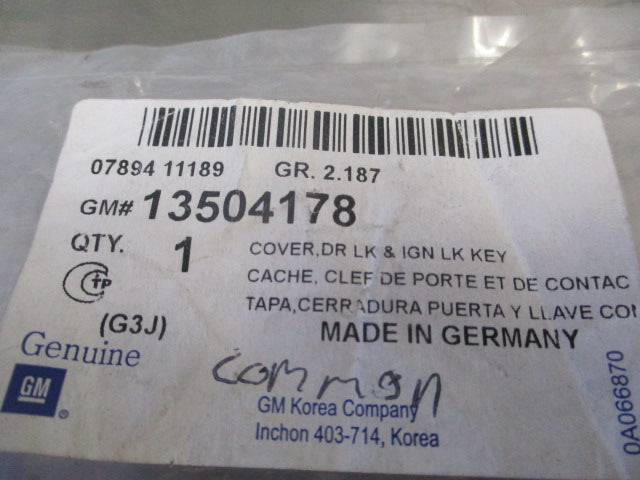 07894 11189 GR. 2.187
GM# 13504178
QTY. 1
COVER,DR LK & IGN LK KEY
CACHE, CLEF DE PORTE ET DE CONTAC
TAPA,CERRADURA PUERTA Y LLAVE CON
(G3J)
MADE IN GERMANY
Genuine
GM ®
common
GM Korea Company
Inchon 403-714, Korea
0A066870